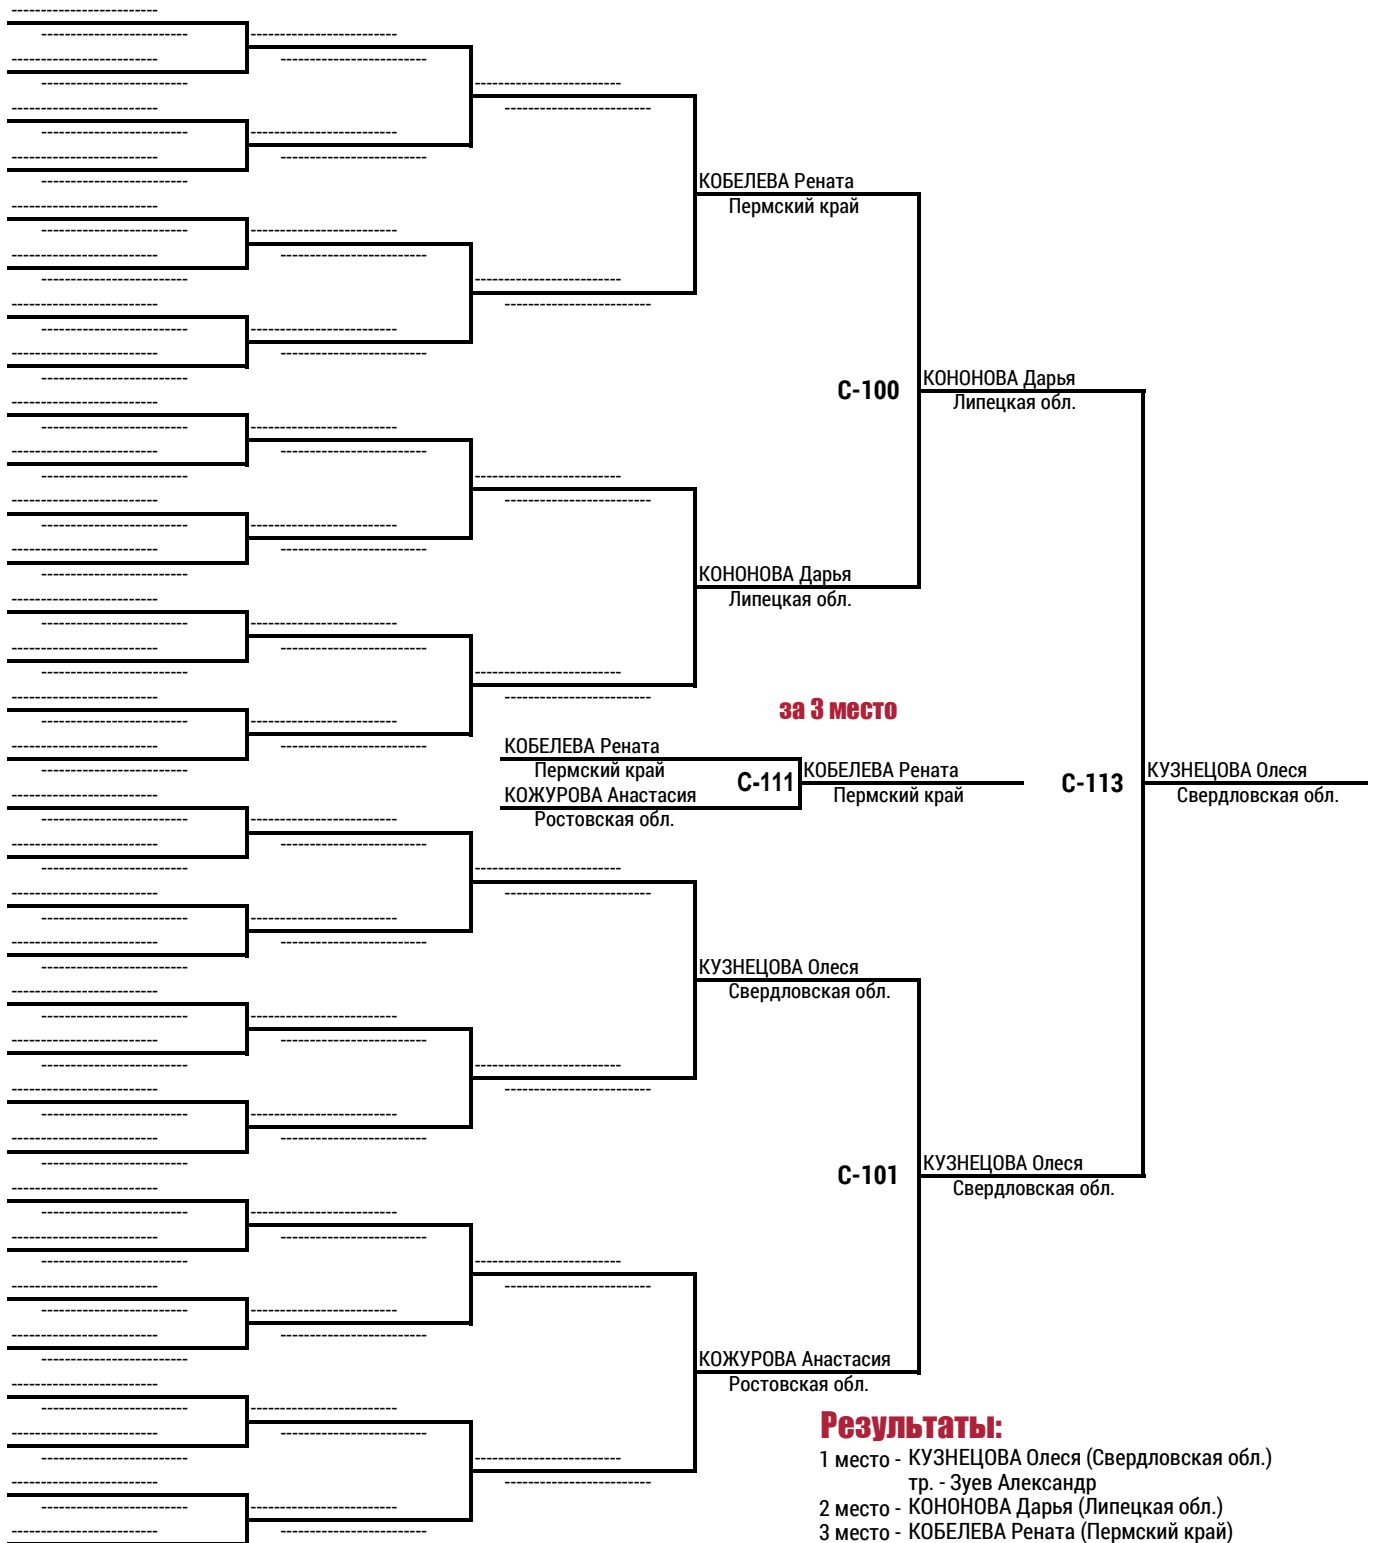 КОБЕЛЕВА Рената
Пермский край
С-100
КОНОНОВА Дарья
Липецкая обл.
КОНОНОВА Дарья
Липецкая обл.
за 3 место
КОБЕЛЕВА Рената
Пермский край
КОЖУРОВА Анастасия
Ростовская обл.
С-111
КОБЕЛЕВА Рената
Пермский край
С-113
КУЗНЕЦОВА Олеся
Свердловская обл.
КУЗНЕЦОВА Олеся
Свердловская обл.
С-101
КУЗНЕЦОВА Олеся
Свердловская обл.
КОЖУРОВА Анастасия
Ростовская обл.
Результаты:
1 место - КУЗНЕЦОВА Олеся (Свердловская обл.)
тр. - Зуев Александр
2 место - КОНОНОВА Дарья (Липецкая обл.)
3 место - КОБЕЛЕВА Рената (Пермский край)